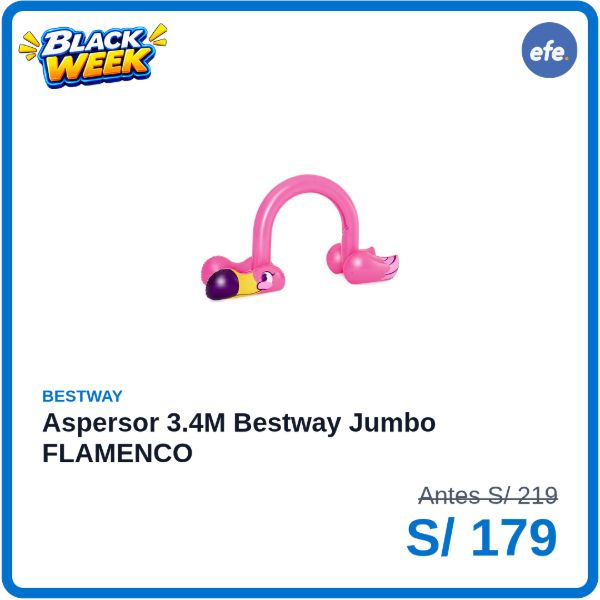 BLACK
WEEK
efe.
BESTWAY
Aspersor 3.4M Bestway Jumbo
FLAMENCO
Antes S/ 219
S/ 179